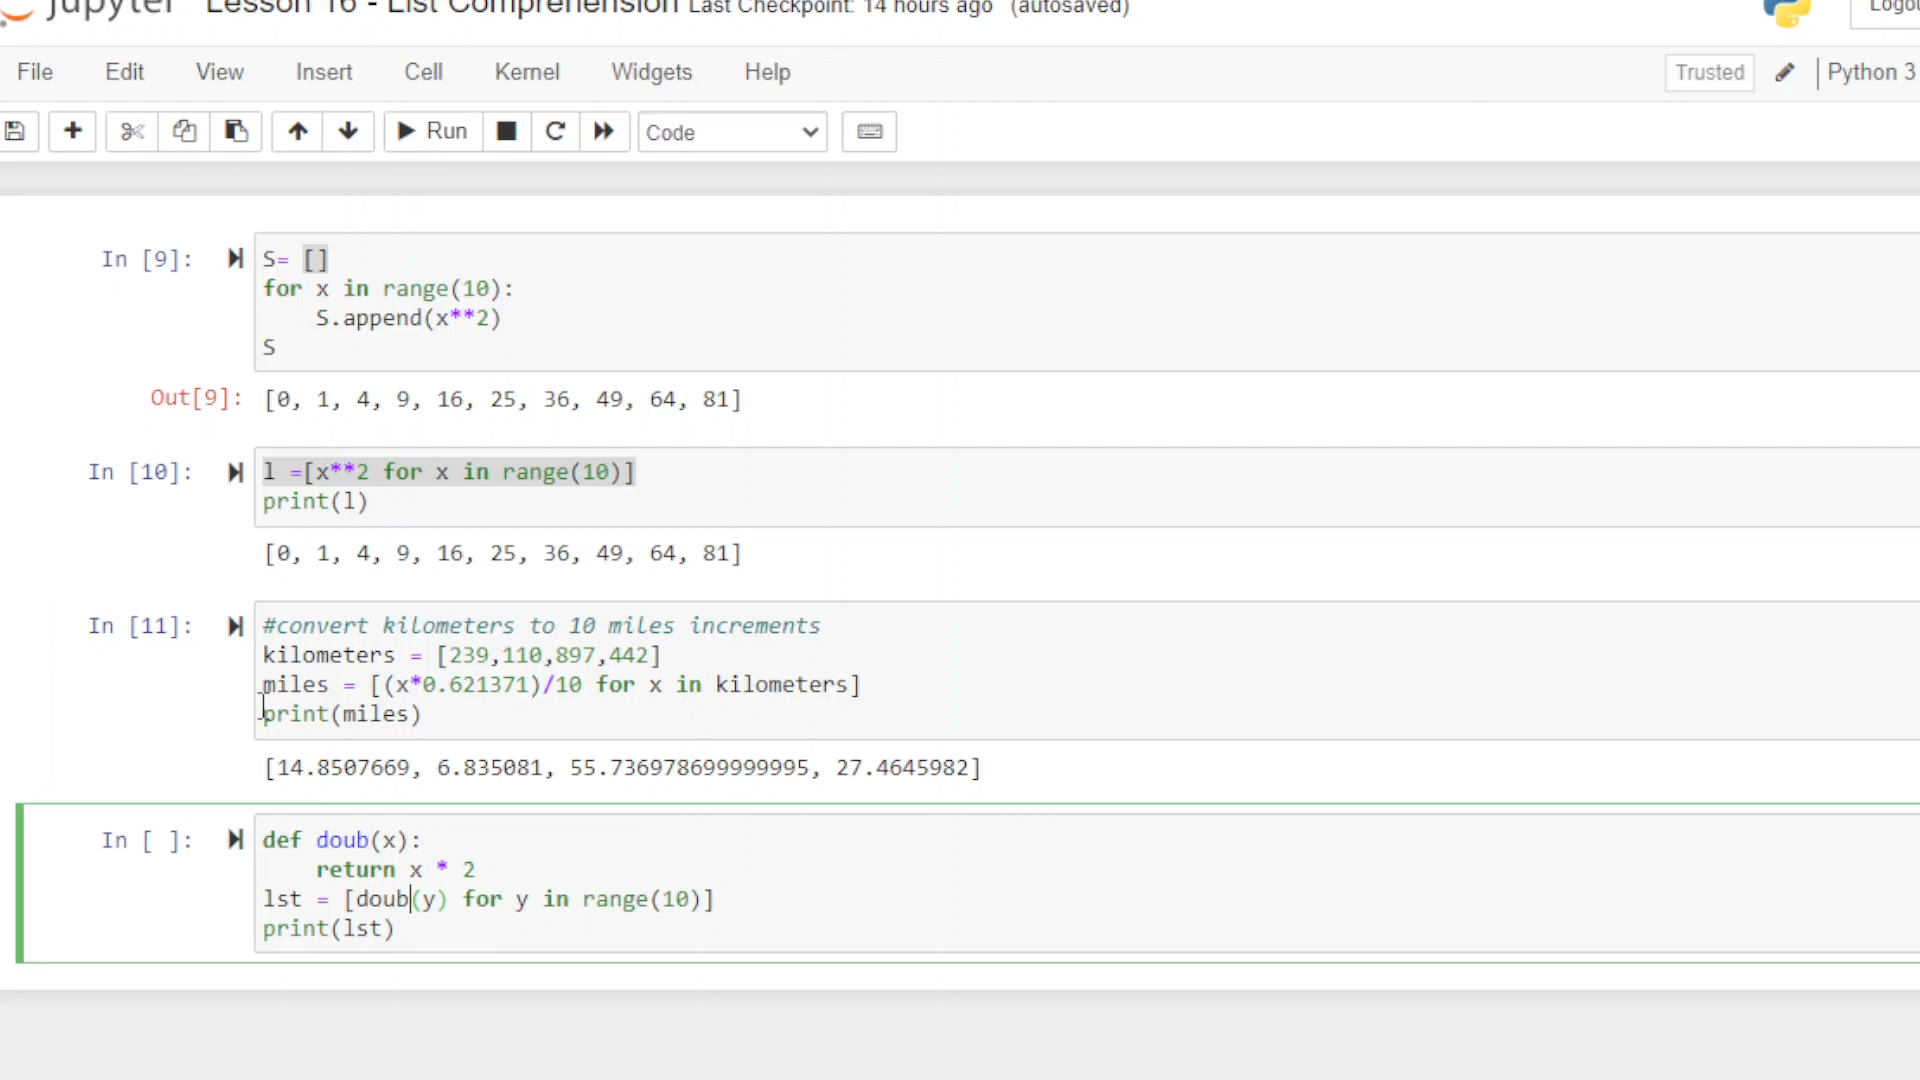 jupyter Lesson 16 - List Comprehension Last Checkpoint: 14 hours ago (autosaved)
File Edit View Insert Cell Kernel Widgets Help Trusted Python 3
Run Code
In [9]: S= []
for x in range(10):
    S.append(x**2)
S
Out[9]: [0, 1, 4, 9, 16, 25, 36, 49, 64, 81]
In [10]: l =[x**2 for x in range(10)]
print(l)
[0, 1, 4, 9, 16, 25, 36, 49, 64, 81]
In [11]: #convert kilometers to 10 miles increments
kilometers = [239,110,897,442]
miles = [(x*0.621371)/10 for x in kilometers]
print(miles)
[14.8507669, 6.835081, 55.736978699999995, 27.4645982]
In [ ]: def doub(x):
    return x * 2
lst = [doub(y) for y in range(10)]
print(lst)